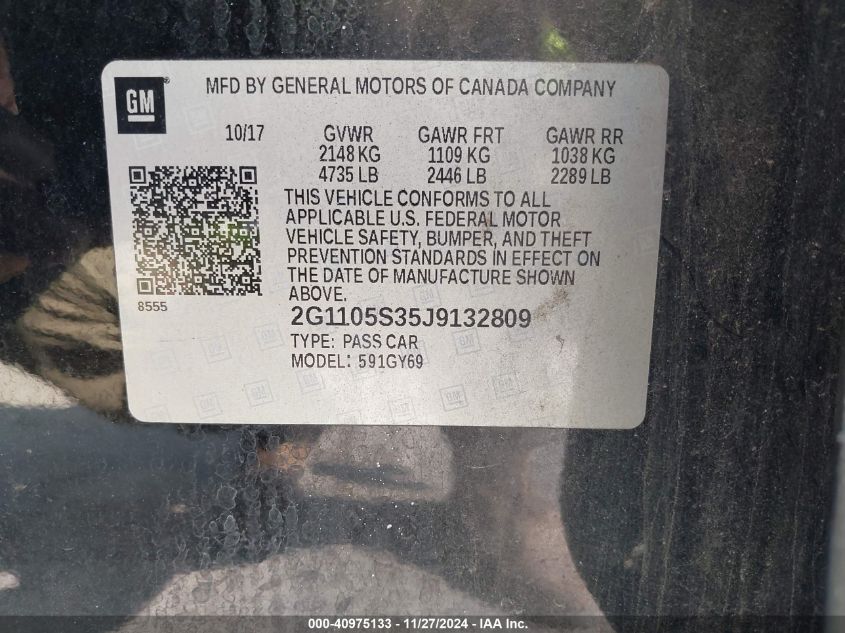 GM
MFD BY GENERAL MOTORS OF CANADA COMPANY
10/17 GVWR GAWR FRT GAWR RR
2148 KG 1109 KG 1038 KG
4735 LB 2446 LB 2289 LB
THIS VEHICLE CONFORMS TO ALL
APPLICABLE U.S. FEDERAL MOTOR
VEHICLE SAFETY, BUMPER, AND THEFT
PREVENTION STANDARDS IN EFFECT ON
THE DATE OF MANUFACTURE SHOWN
ABOVE.
8555
2G1105S35J9132809
TYPE: PASS CAR
MODEL: 591GY69
000-40975133 - 11/27/2024 - IAA Inc.